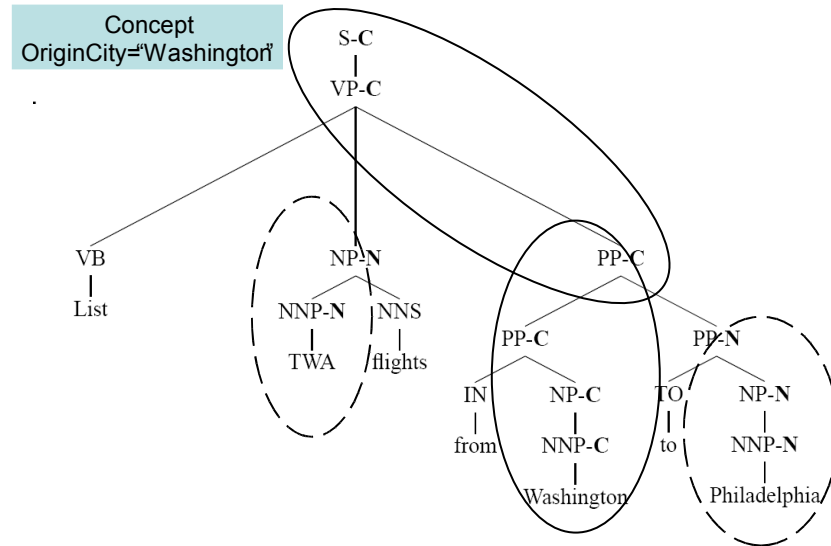 Concept
OriginCity=“Washington”
.
S-C
VP-C
VB NP-N PP-C
List NNP-N NNS PP-C PP-N
TWA flights IN NP-C TO NP-N
from NNP-C to NNP-N
Washington Philadelphia